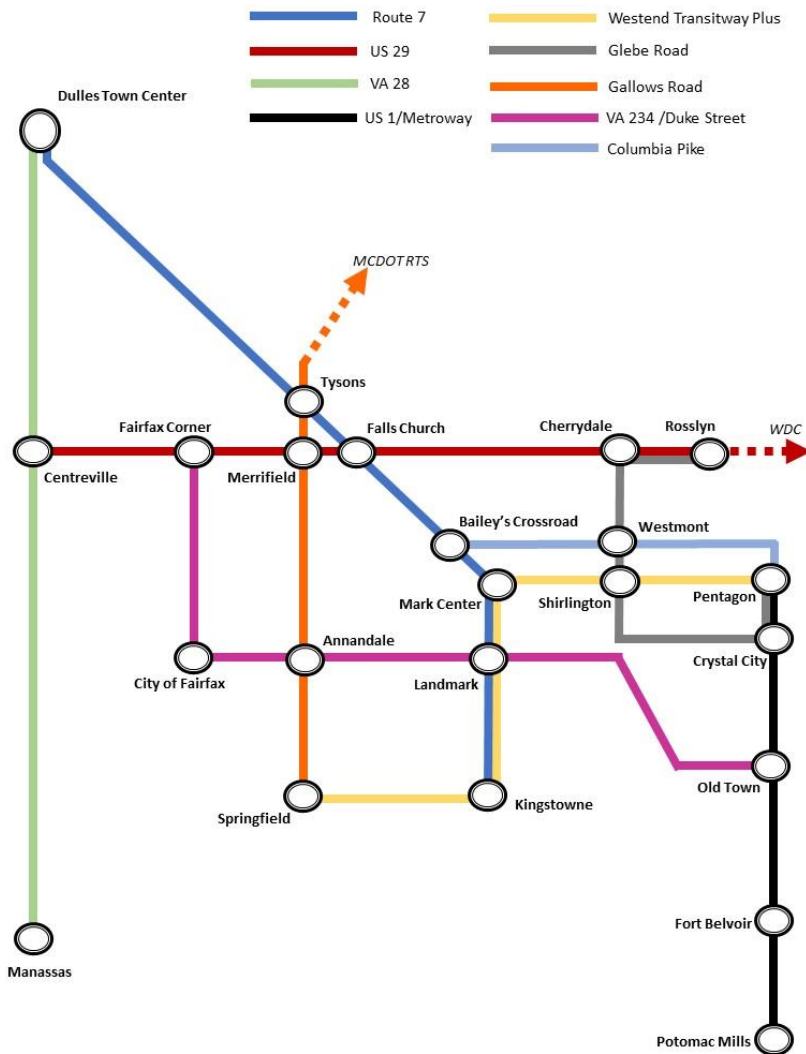 Route 7
Westend Transitway Plus
US 29
Glebe Road
VA 28
Gallows Road
Dulles Town Center
US 1/Metroway
VA 234 /Duke Street
Columbia Pike
MCDOT RTS
Tysons
Fairfax Corner
Falls Church
Cherrydale
Rosslyn
WDC
Centreville
Merrifield
Bailey's Crossroad
Westmont
Mark Center
Shirlington
Pentagon
Annandale
Crystal City
City of Fairfax
Landmark
Old Town
Springfield
Kingstowne
Fort Belvoir
Manassas
Potomac Mills